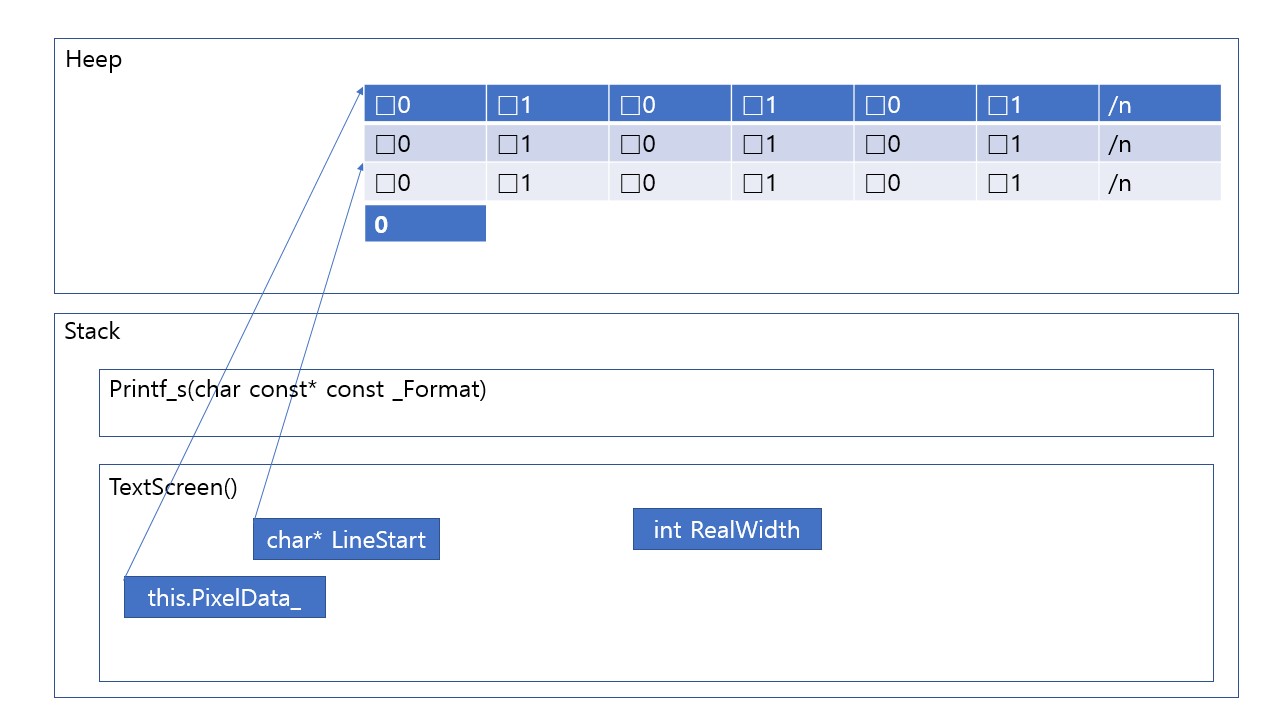 Heep
□0 □1 □0 □1 □0 □1 /n
□0 □1 □0 □1 □0 □1 /n
□0 □1 □0 □1 □0 □1 /n
0
Stack
Printf_s(char const* const _Format)
TextScreen()
char* LineStart
int RealWidth
this.PixelData_